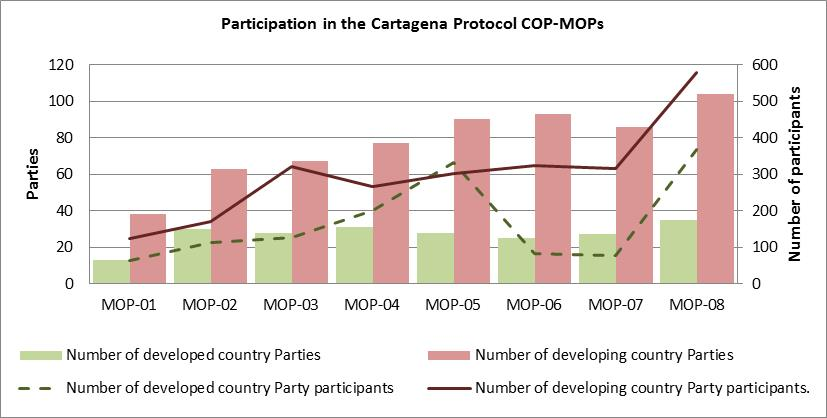 Participation in the Cartagena Protocol COP-MOPs
Parties
120
100
80
60
40
20
0
600
500
400
300
200
100
0
Number of participants
MOP-01 MOP-02 MOP-03 MOP-04 MOP-05 MOP-06 MOP-07 MOP-08
Number of developed country Parties
Number of developing country Parties
Number of developed country Party participants
Number of developing country Party participants.